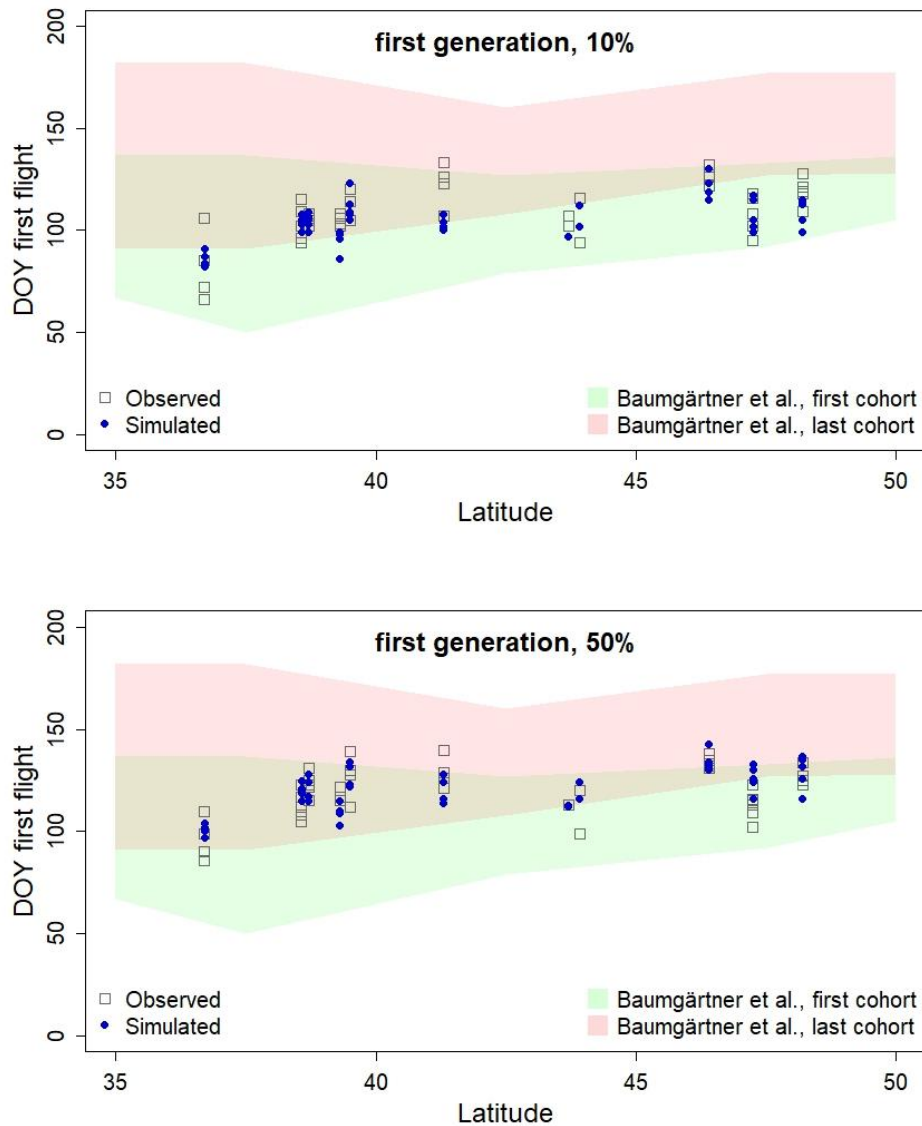 first generation, 10%
200
150
100
50
0
DOY first flight
Observed
Simulated
Baumgärtner et al., first cohort
Baumgärtner et al., last cohort
35 40 45 50
Latitude
first generation, 50%
200
150
100
50
0
DOY first flight
Observed
Simulated
Baumgärtner et al., first cohort
Baumgärtner et al., last cohort
35 40 45 50
Latitude